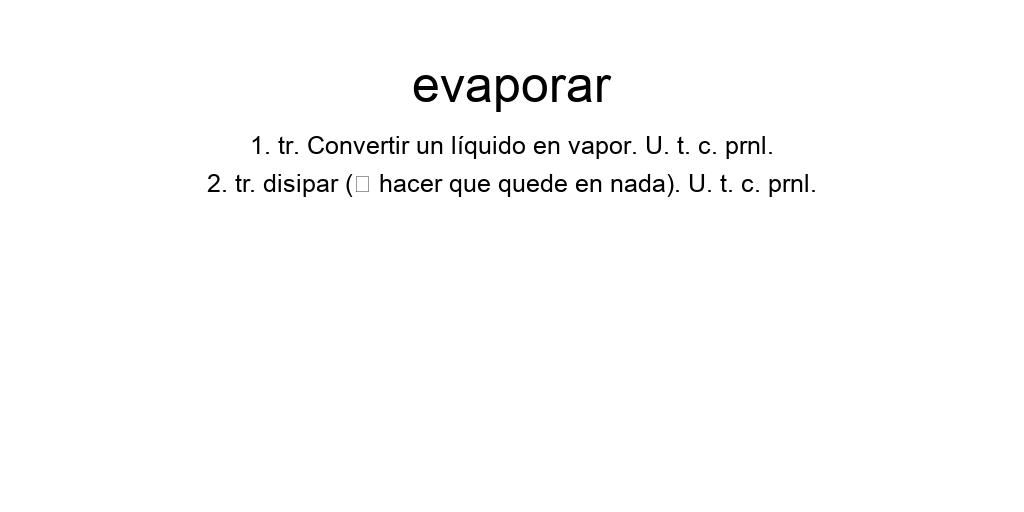 evaporar
1. tr. Convertir un líquido en vapor. U. t. c. prnl.
2. tr. disipar (□ hacer que quede en nada). U. t. c. prnl.